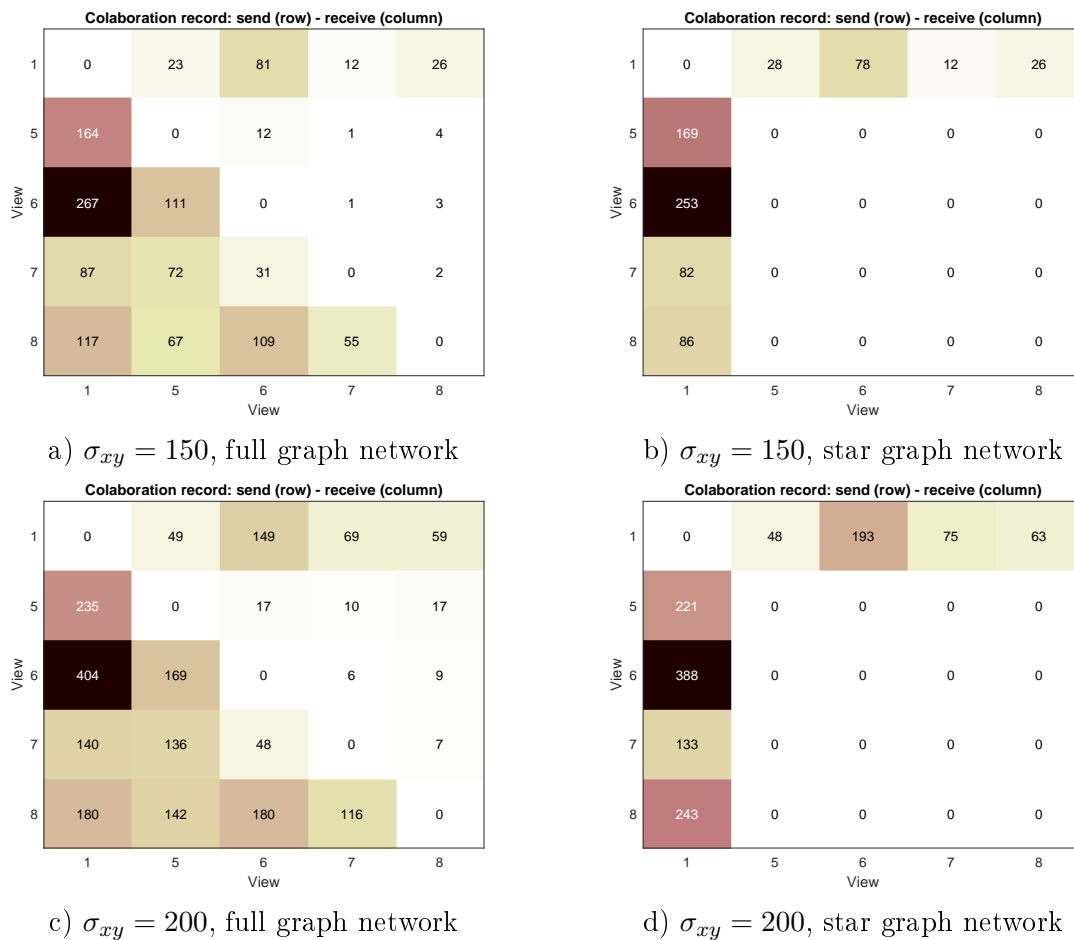 Colaboration record: send (row) - receive (column)
1 0 23 81 12 26
5 164 0 12 1 4
6 267 111 0 1 3
7 87 72 31 0 2
8 117 67 109 55 0
1 5 6 7 8
View
View
a) σxy = 150, full graph network
Colaboration record: send (row) - receive (column)
1 0 28 78 12 26
5 169 0 0 0 0
6 253 0 0 0 0
7 82 0 0 0 0
8 86 0 0 0 0
1 5 6 7 8
View
View
b) σxy = 150, star graph network
Colaboration record: send (row) - receive (column)
1 0 49 149 69 59
5 235 0 17 10 17
6 404 169 0 6 9
7 140 136 48 0 7
8 180 142 180 116 0
1 5 6 7 8
View
View
c) σxy = 200, full graph network
Colaboration record: send (row) - receive (column)
1 0 48 193 75 63
5 221 0 0 0 0
6 388 0 0 0 0
7 133 0 0 0 0
8 243 0 0 0 0
1 5 6 7 8
View
View
d) σxy = 200, star graph network